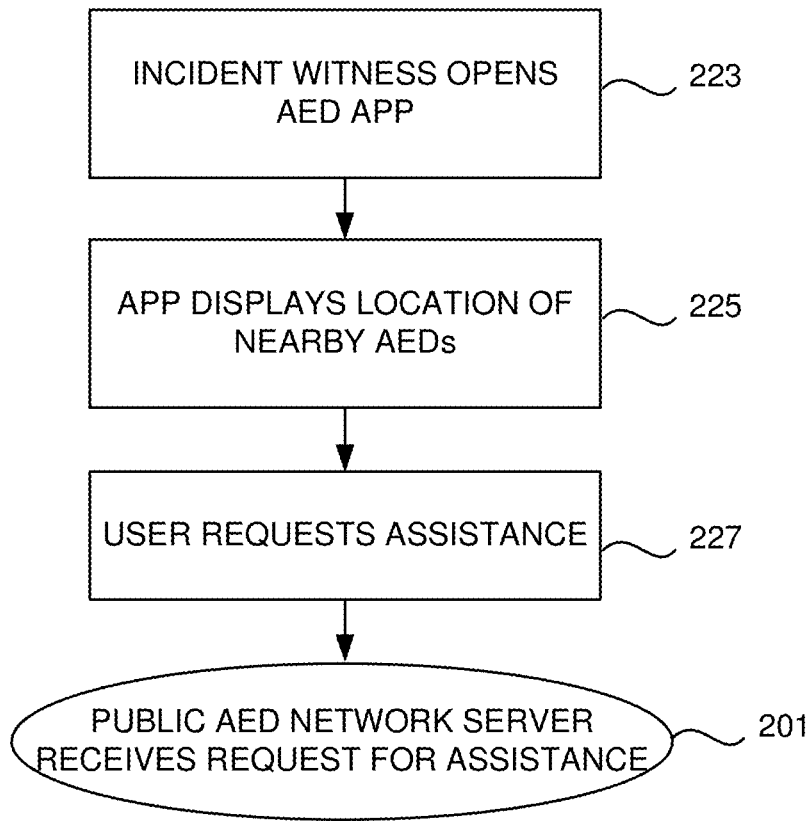 INCIDENT WITNESS OPENS
AED APP
223
APP DISPLAYS LOCATION OF
NEARBY AEDs
225
USER REQUESTS ASSISTANCE
227
PUBLIC AED NETWORK SERVER
RECEIVES REQUEST FOR ASSISTANCE
201